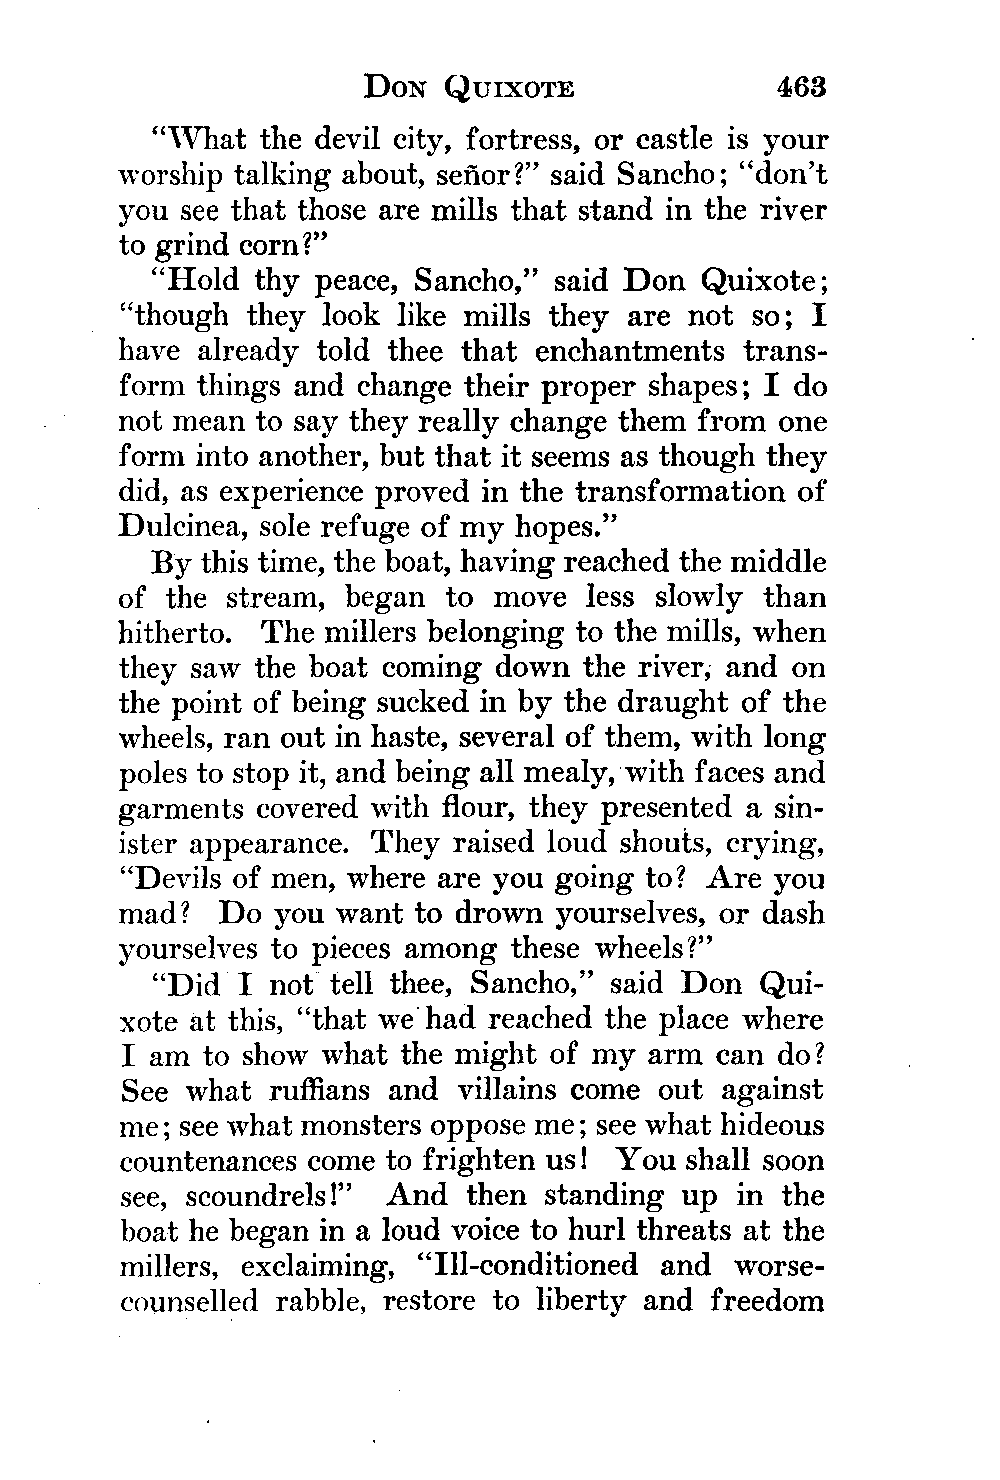 DON QUIXOTE 463
“What the devil city, fortress, or castle is your
worship talking about, señor?” said Sancho; “don’t
you see that those are mills that stand in the river
to grind corn?”
“Hold thy peace, Sancho,” said Don Quixote;
“though they look like mills they are not so; I
have already told thee that enchantments trans-
form things and change their proper shapes; I do
not mean to say they really change them from one
form into another, but that it seems as though they
did, as experience proved in the transformation of
Dulcinea, sole refuge of my hopes.”
By this time, the boat, having reached the middle
of the stream, began to move less slowly than
hitherto. The millers belonging to the mills, when
they saw the boat coming down the river, and on
the point of being sucked in by the draught of the
wheels, ran out in haste, several of them, with long
poles to stop it, and being all mealy, with faces and
garments covered with flour, they presented a sin-
ister appearance. They raised loud shouts, crying,
“Devils of men, where are you going to? Are you
mad? Do you want to drown yourselves, or dash
yourselves to pieces among these wheels?”
“Did I not tell thee, Sancho,” said Don Qui-
xote at this, “that we had reached the place where
I am to show what the might of my arm can do?
See what ruffians and villains come out against
me; see what monsters oppose me; see what hideous
countenances come to frighten us! You shall soon
see, scoundrels!” And then standing up in the
boat he began in a loud voice to hurl threats at the
millers, exclaiming, “Ill-conditioned and worse-
counselled rabble, restore to liberty and freedom